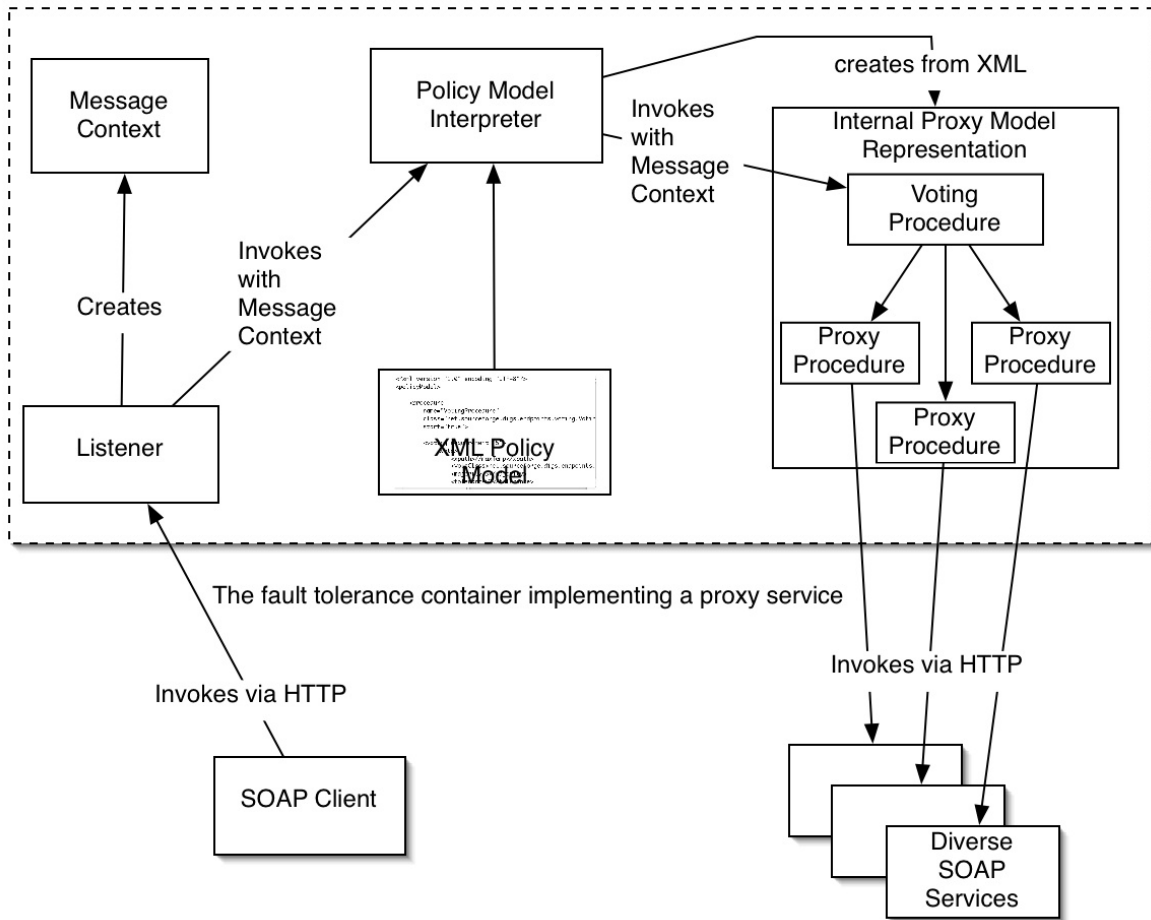 Message
Context
Policy Model
Interpreter
creates from XML
Invokes
with
Message
Context
Internal Proxy Model
Representation
Voting
Procedure
Invokes
with
Message
Context
Creates
Proxy
Procedure
Proxy
Procedure
Proxy
Procedure
Listener
<policyModel>
XML Policy
Model
The fault tolerance container implementing a proxy service
Invokes via HTTP
Invokes via HTTP
SOAP Client
Diverse
SOAP
Services